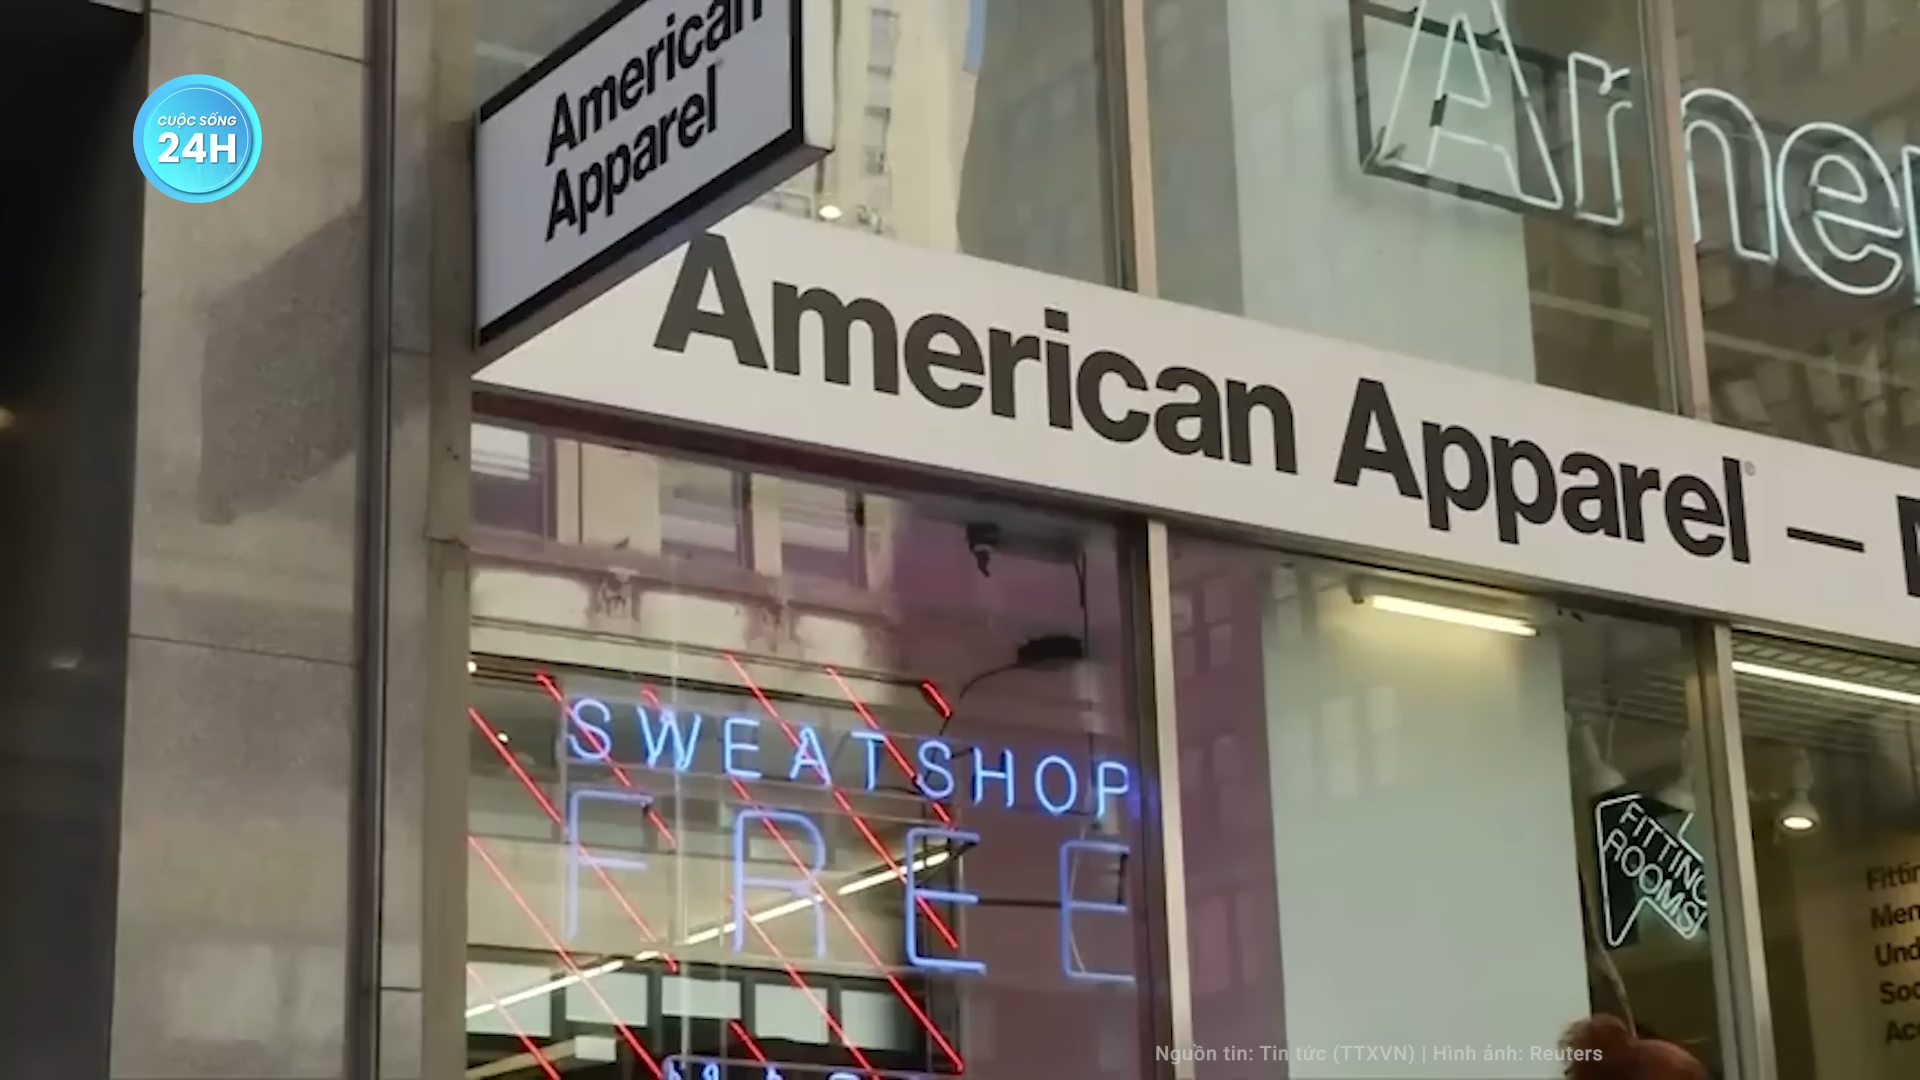 CUỘC SỐNG
24H
American
Apparel
American Apparel® —
Ame
SWEATSHOP
FREE
FITTING
ROOMS
Nguồn tin: Tin tức (TTXVN) | Hình ảnh: Reuters